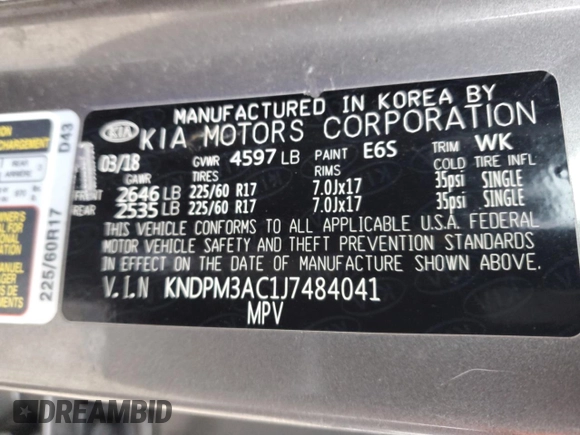 MANUFACTURED IN KOREA BY
KIA KIA MOTORS CORPORATION
03/18 GVWR 4597 LB PAINT E6S TRIM WK
GAWR TIRES RIMS COLD TIRE INFL
FRONT 2646 LB 225/60 R17 7.0Jx17 35psi SINGLE
REAR 2535 LB 225/60 R17 7.0Jx17 35psi SINGLE
THIS VEHICLE CONFORMS TO ALL APPLICABLE U.S.A. FEDERAL
MOTOR VEHICLE SAFETY AND THEFT PREVENTION STANDARDS
IN EFFECT ON THE DATE OF MANUFACTURE SHOWN ABOVE.
V.I.N KNDPM3AC1J7484041
MPV
D43
225/60R17
DREAMBID